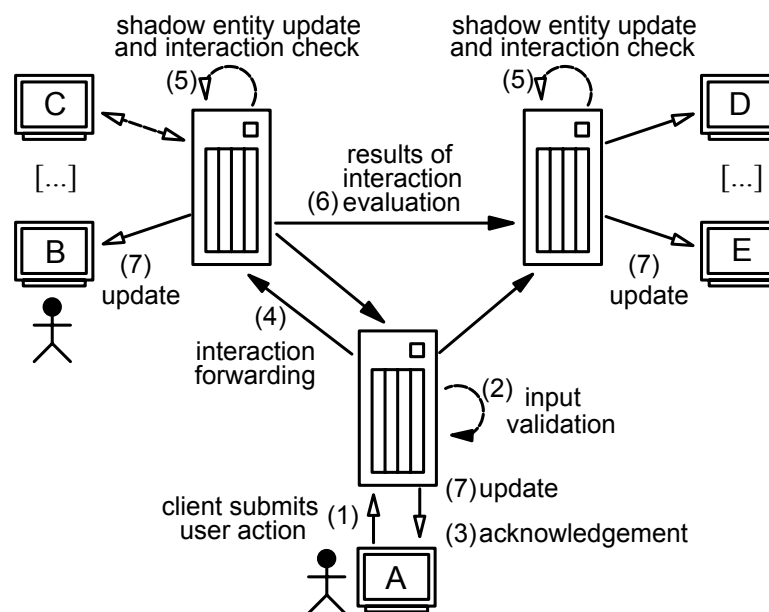 shadow entity update
and interaction check
(5)
shadow entity update
and interaction check
(5)
C
D
[...]
[...]
results of
interaction
(6) evaluation
B
E
(7)
update
(7)
update
(4)
interaction
forwarding
(2)
input
validation
(7) update
client submits
user action
(1)
(3) acknowledgement
A